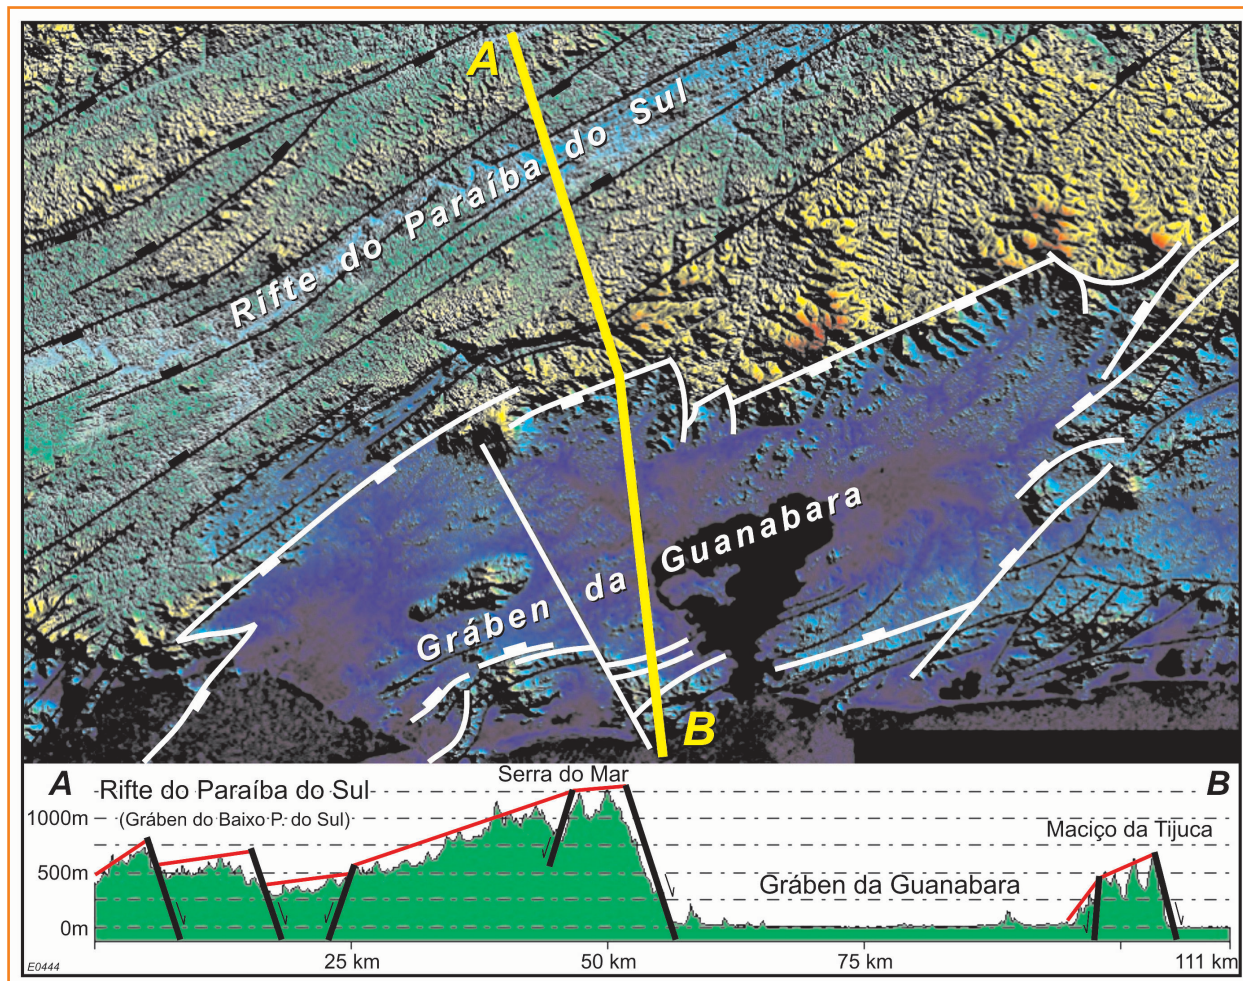 A
Rifte do Paraíba do Sul
Gráben da Guanabara
B
A
Rifte do Paraíba do Sul
(Gráben do Baixo P. do Sul)
Serra do Mar
B
Maciço da Tijuca
Gráben da Guanabara
1000m
500m
0m
25 km
50 km
75 km
111 km
E0444